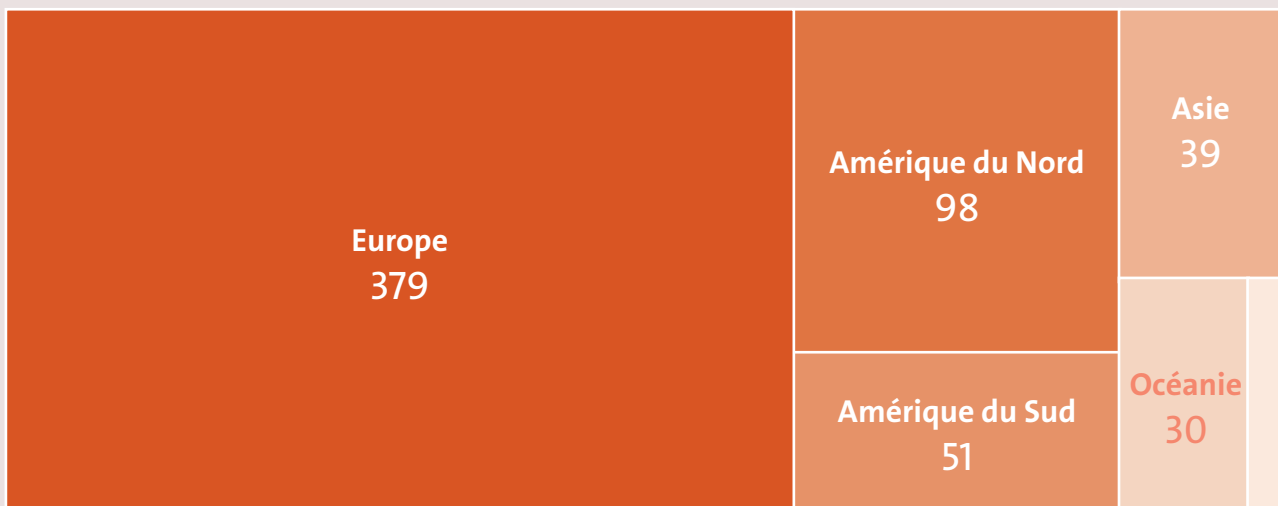 Europe
379
Amérique du Nord
98
Amérique du Sud
51
Asie
39
Océanie
30